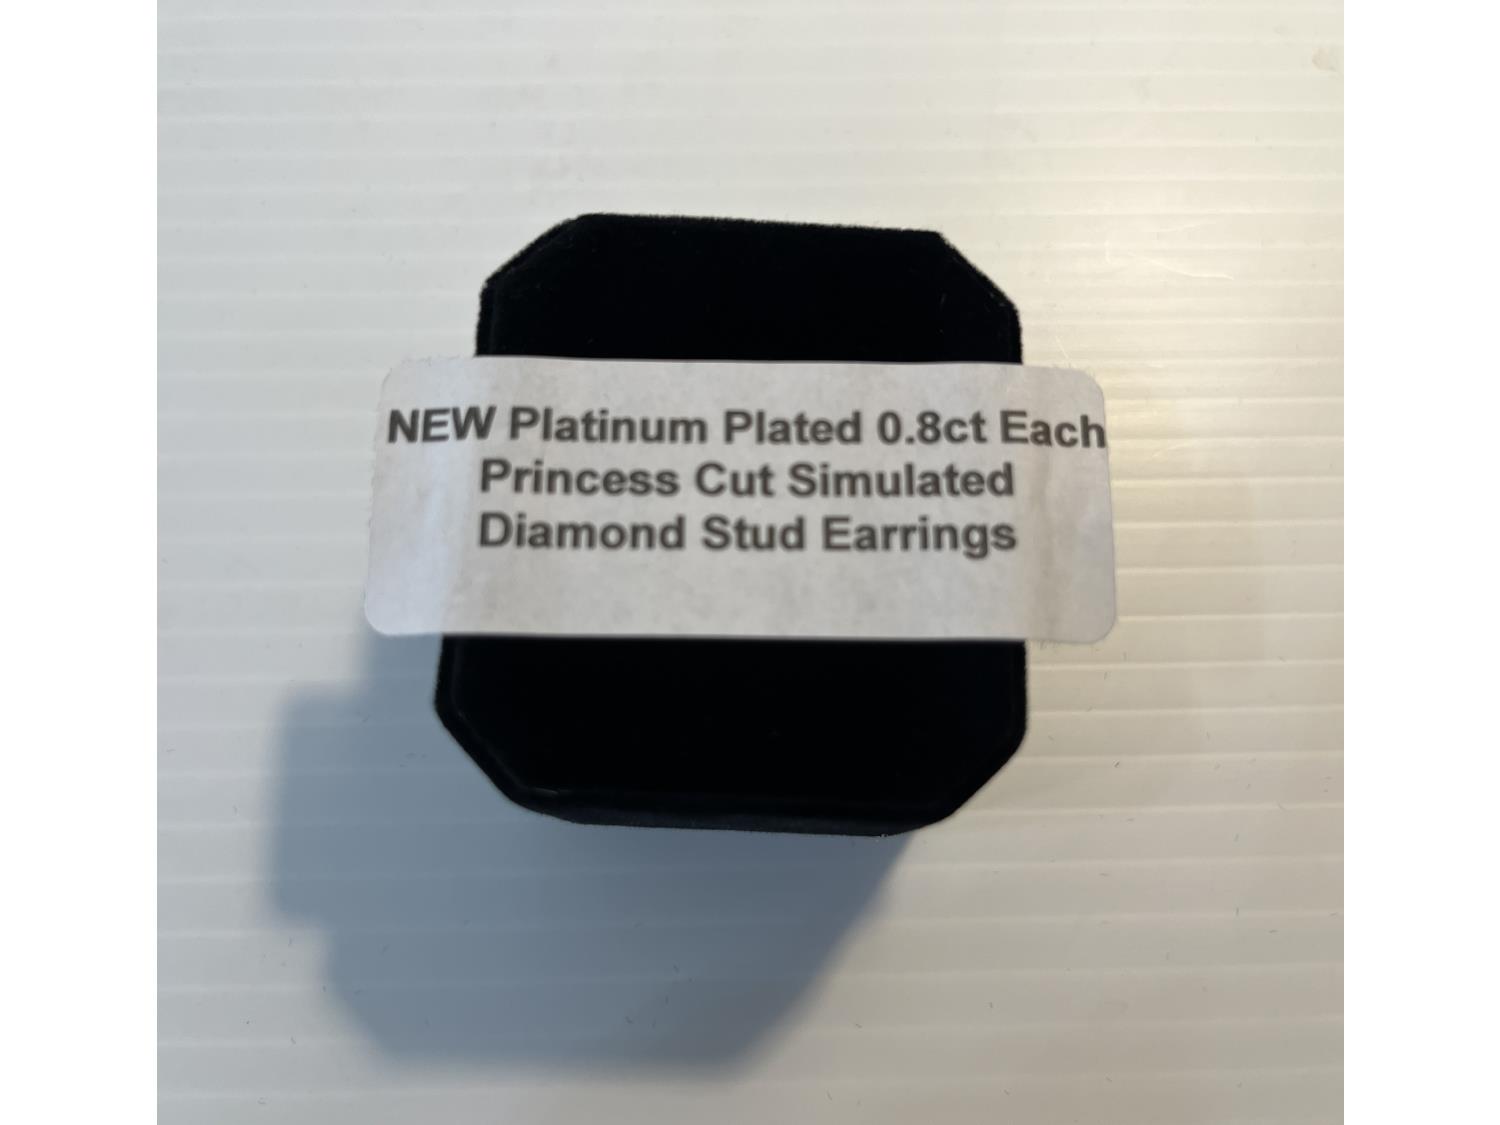 NEW Platinum Plated 0.8ct Each
Princess Cut Simulated
Diamond Stud Earrings